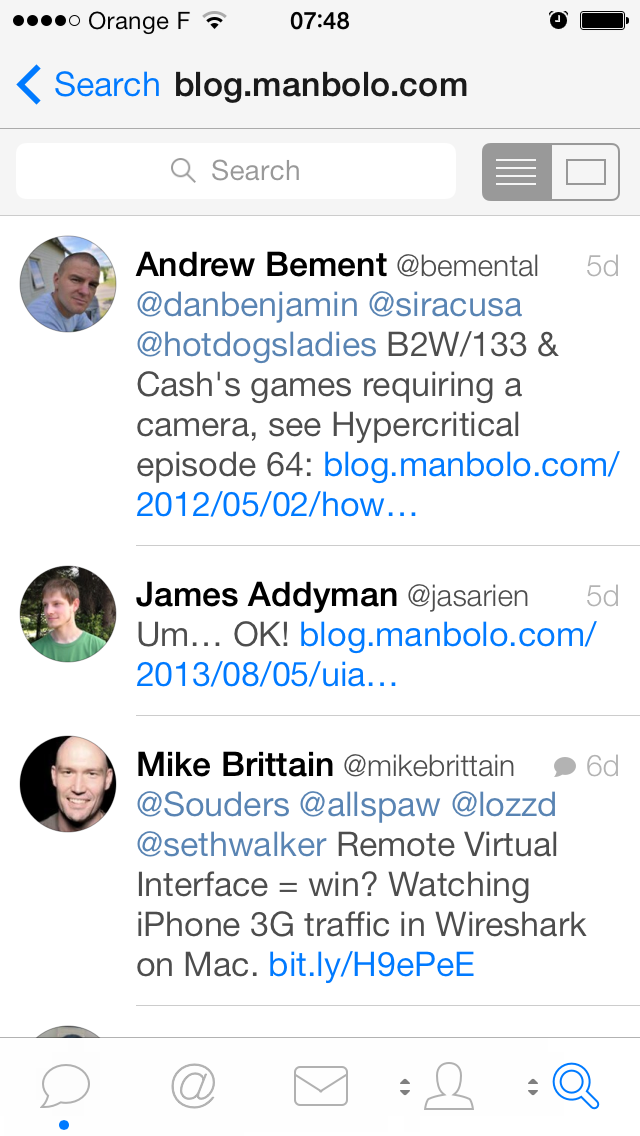 Orange F 07:48
Search blog.manbolo.com
Search
Andrew Bement @bemental 5d
@danbenjamin @siracusa
@hotdogsladies B2W/133 &
Cash's games requiring a
camera, see Hypercritical
episode 64: blog.manbolo.com/
2012/05/02/how…
James Addyman @jasarien 5d
Um… OK! blog.manbolo.com/
2013/08/05/uia…
Mike Brittain @mikebrittain 6d
@Souders @allspaw @lozzd
@sethwalker Remote Virtual
Interface = win? Watching
iPhone 3G traffic in Wireshark
on Mac. bit.ly/H9ePeE
@